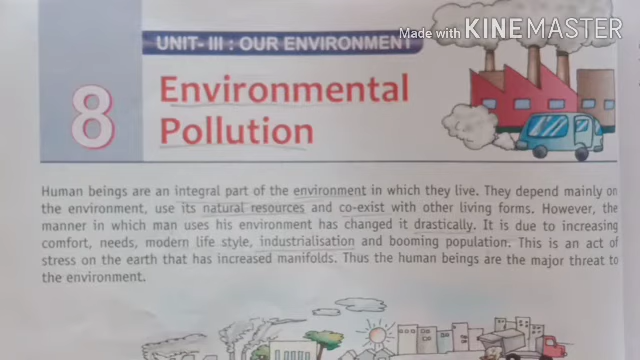 Made with KINEMASTER
UNIT- III : OUR ENVIRONMENT
8
Environmental
Pollution
Human beings are an integral part of the environment in which they live. They depend mainly on
the environment, use its natural resources and co-exist with other living forms. However, the
manner in which man uses his environment has changed it drastically. It is due to increasing
comfort, needs, modern life style, industrialisation and booming population. This is an act of
stress on the earth that has increased manifolds. Thus the human beings are the major threat to
the environment.